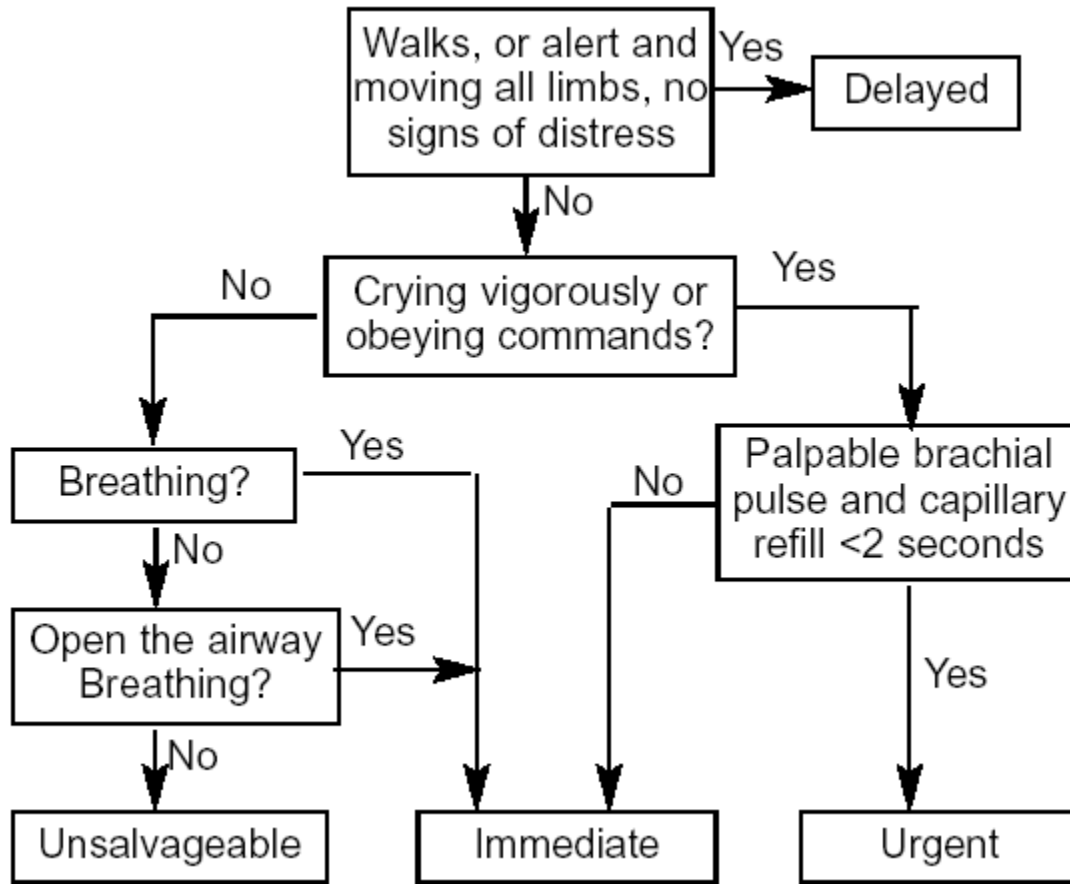 Walks, or alert and
moving all limbs, no
signs of distress
Yes
Delayed
No
Crying vigorously or
obeying commands?
No
Yes
Breathing?
Yes
No
Palpable brachial
pulse and capillary
refill <2 seconds
No
Open the airway
Breathing?
Yes
Yes
No
Unsalvageable
Immediate
Urgent